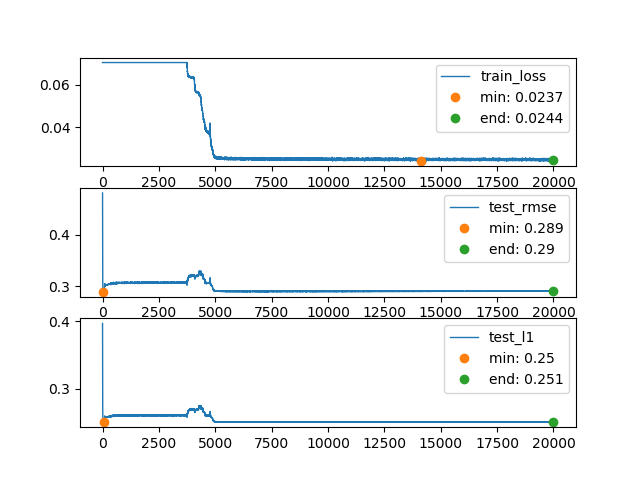 0.06
0.04
train_loss
min: 0.0237
end: 0.0244
0 2500 5000 7500 10000 12500 15000 17500 20000
0.4
0.3
test_rmse
min: 0.289
end: 0.29
0 2500 5000 7500 10000 12500 15000 17500 20000
0.4
0.3
test_l1
min: 0.25
end: 0.251
0 2500 5000 7500 10000 12500 15000 17500 20000